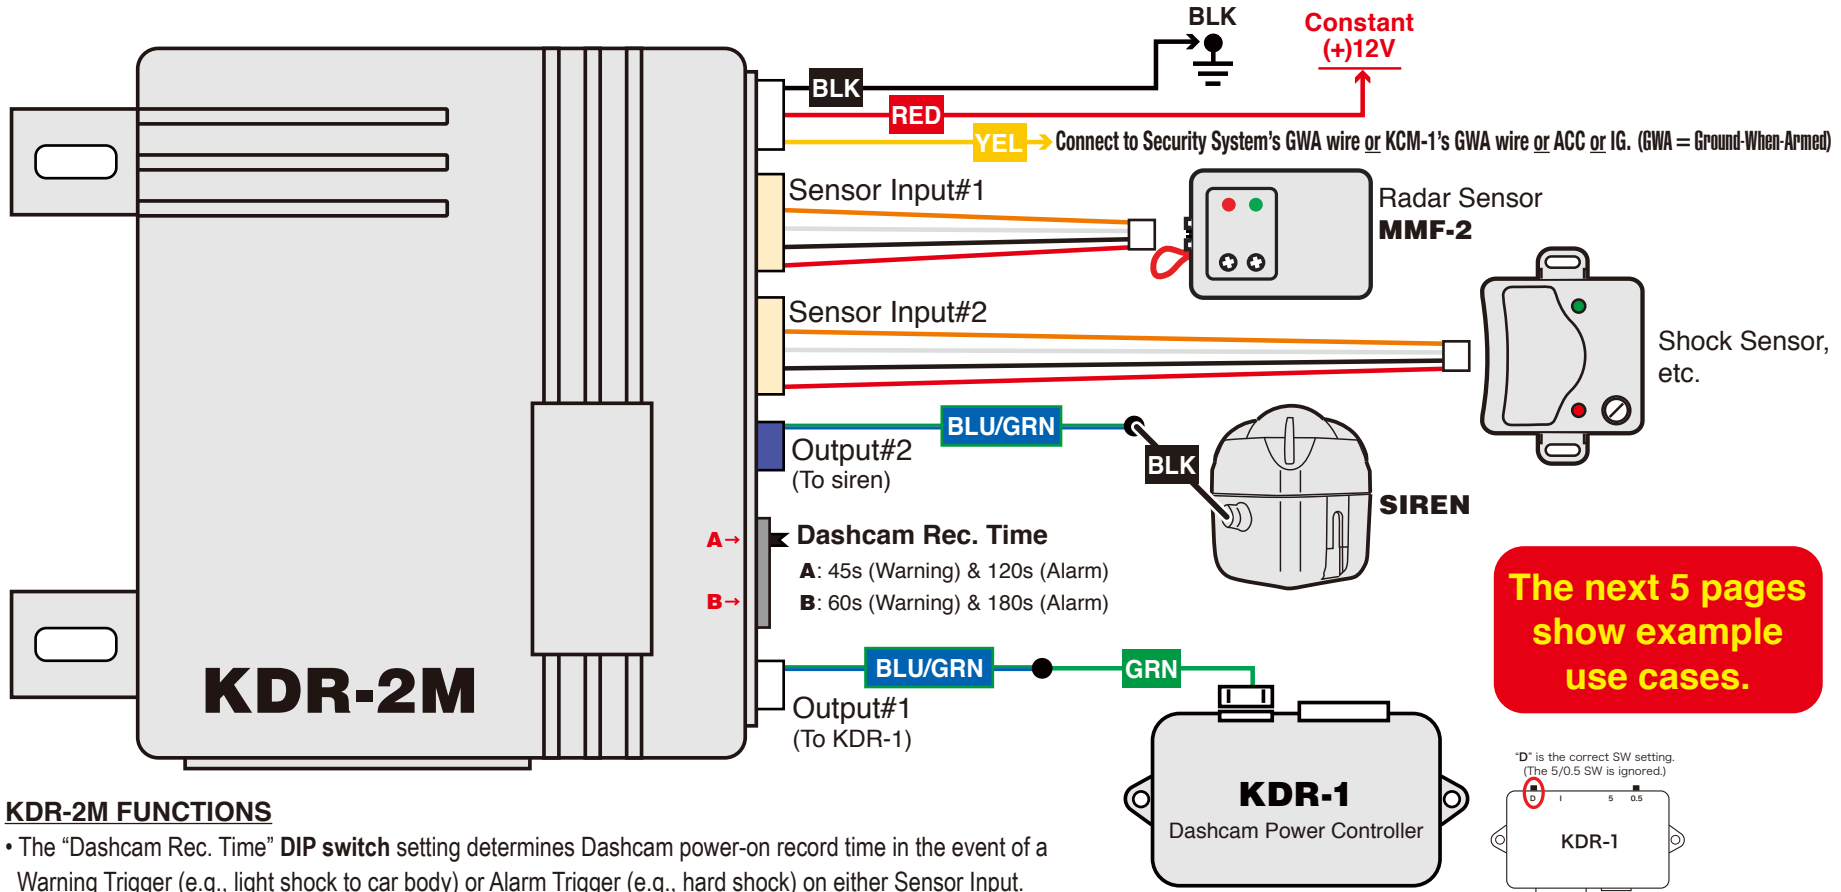 BLK
Constant
(+)12V
BLK
RED
YEL
Connect to Security System's GWA wire or KCM-1's GWA wire or ACC or IG. (GWA = Ground-When-Armed)
Sensor Input#1
Radar Sensor
MMF-2
Sensor Input#2
Shock Sensor,
etc.
BLU/GRN
Output#2
(To siren)
BLK
SIREN
A→
B→
Dashcam Rec. Time
A: 45s (Warning) & 120s (Alarm)
B: 60s (Warning) & 180s (Alarm)
The next 5 pages
show example
use cases.
KDR-2M
BLU/GRN
GRN
Output#1
(To KDR-1)
KDR-1
Dashcam Power Controller
"D" is the correct SW setting.
(The 5/0.5 SW is ignored.)
D I 5 0.5
KDR-1
KDR-2M FUNCTIONS
• The “Dashcam Rec. Time” DIP switch setting determines Dashcam power-on record time in the event of a
Warning Trigger (e.g., light shock to car body) or Alarm Trigger (e.g., hard shock) on either Sensor Input.